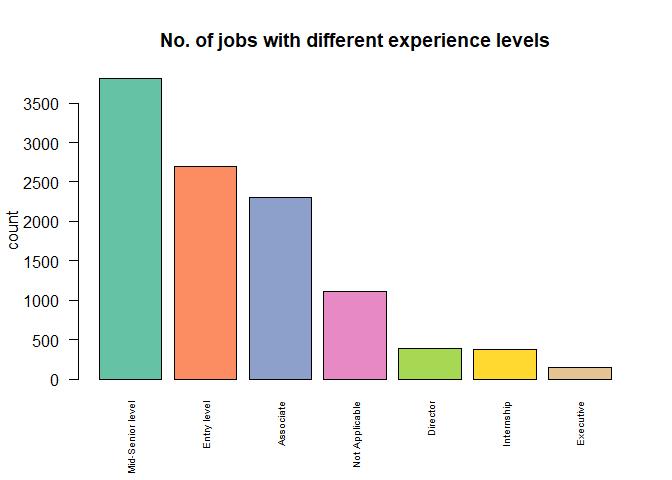 No. of jobs with different experience levels
count
3500
3000
2500
2000
1500
1000
500
0
Mid-Senior level
Entry level
Associate
Not Applicable
Director
Internship
Executive